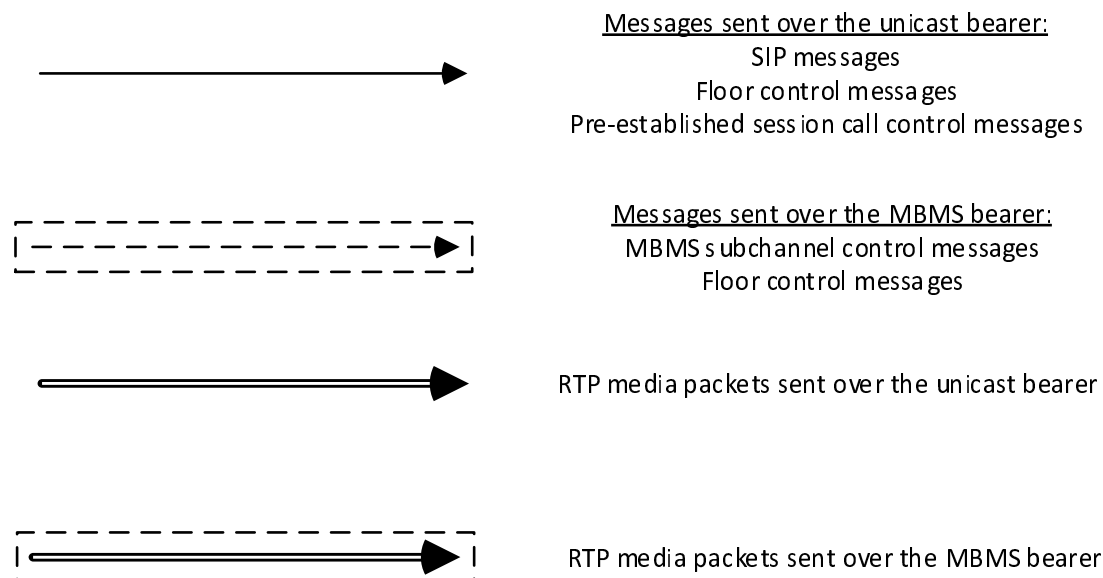 Messages sent over the unicast bearer:
SIP messages
Floor control messages
Pre-established session call control messages
Messages sent over the MBMS bearer:
MBMS subchannel control messages
Floor control messages
RTP media packets sent over the unicast bearer
RTP media packets sent over the MBMS bearer